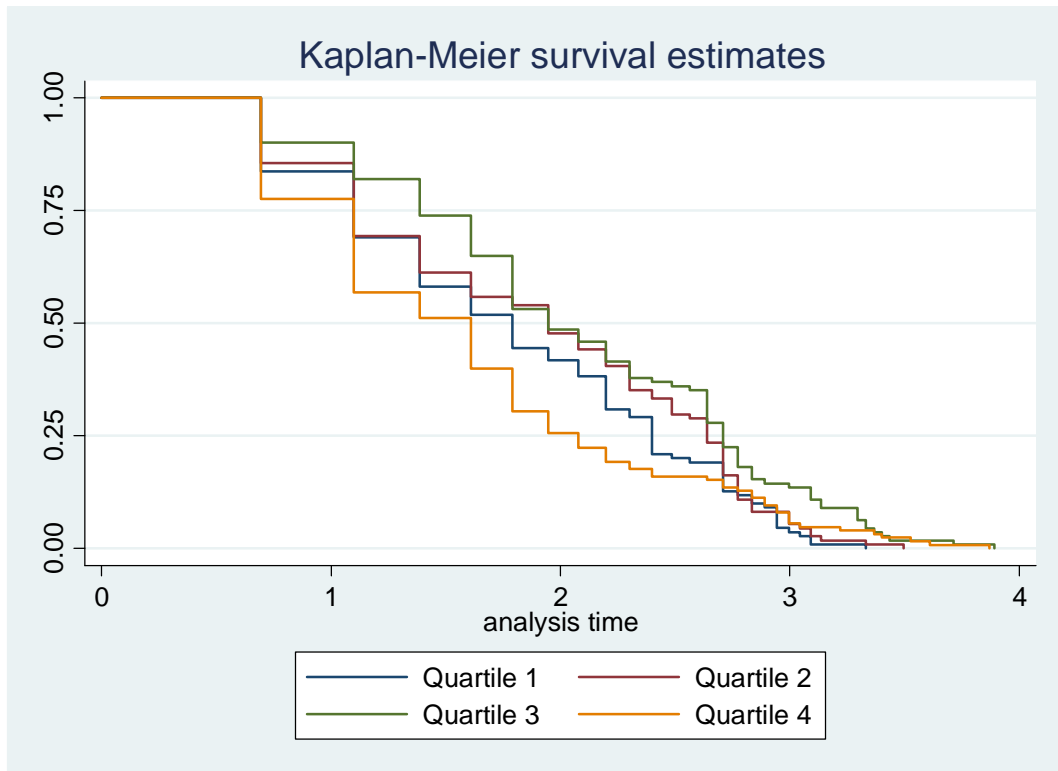 Kaplan-Meier survival estimates
1.00
0.75
0.50
0.25
0.00
0 1 2 3 4
analysis time
Quartile 1 Quartile 2
Quartile 3 Quartile 4